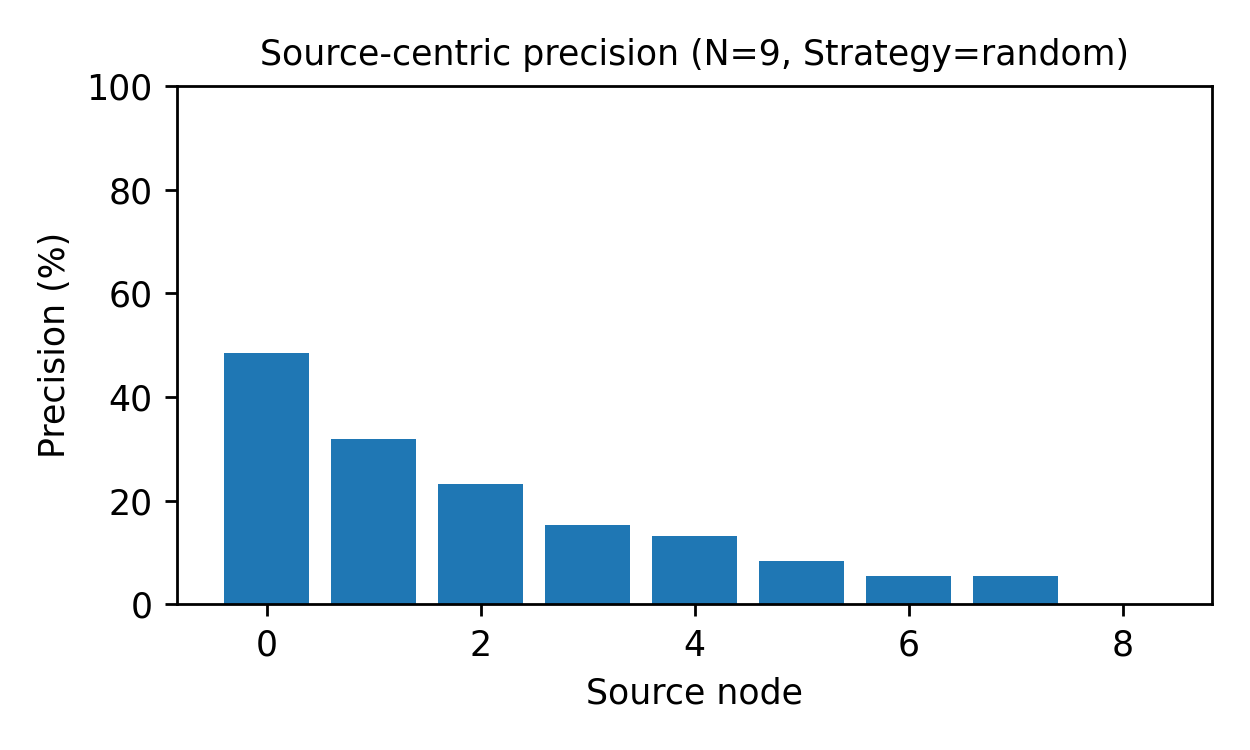 Source-centric precision (N=9, Strategy=random)
100
80
60
40
20
0
Precision (%)
0 2 4 6 8
Source node